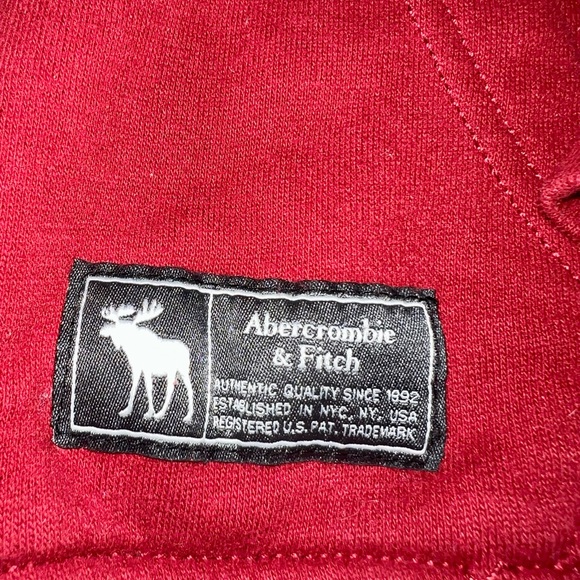 Abercrombie
& Fitch
AUTHENTIC QUALITY SINCE 1892
ESTABLISHED IN NYC, NY, USA
REGISTERED U.S. PAT. TRADEMARK